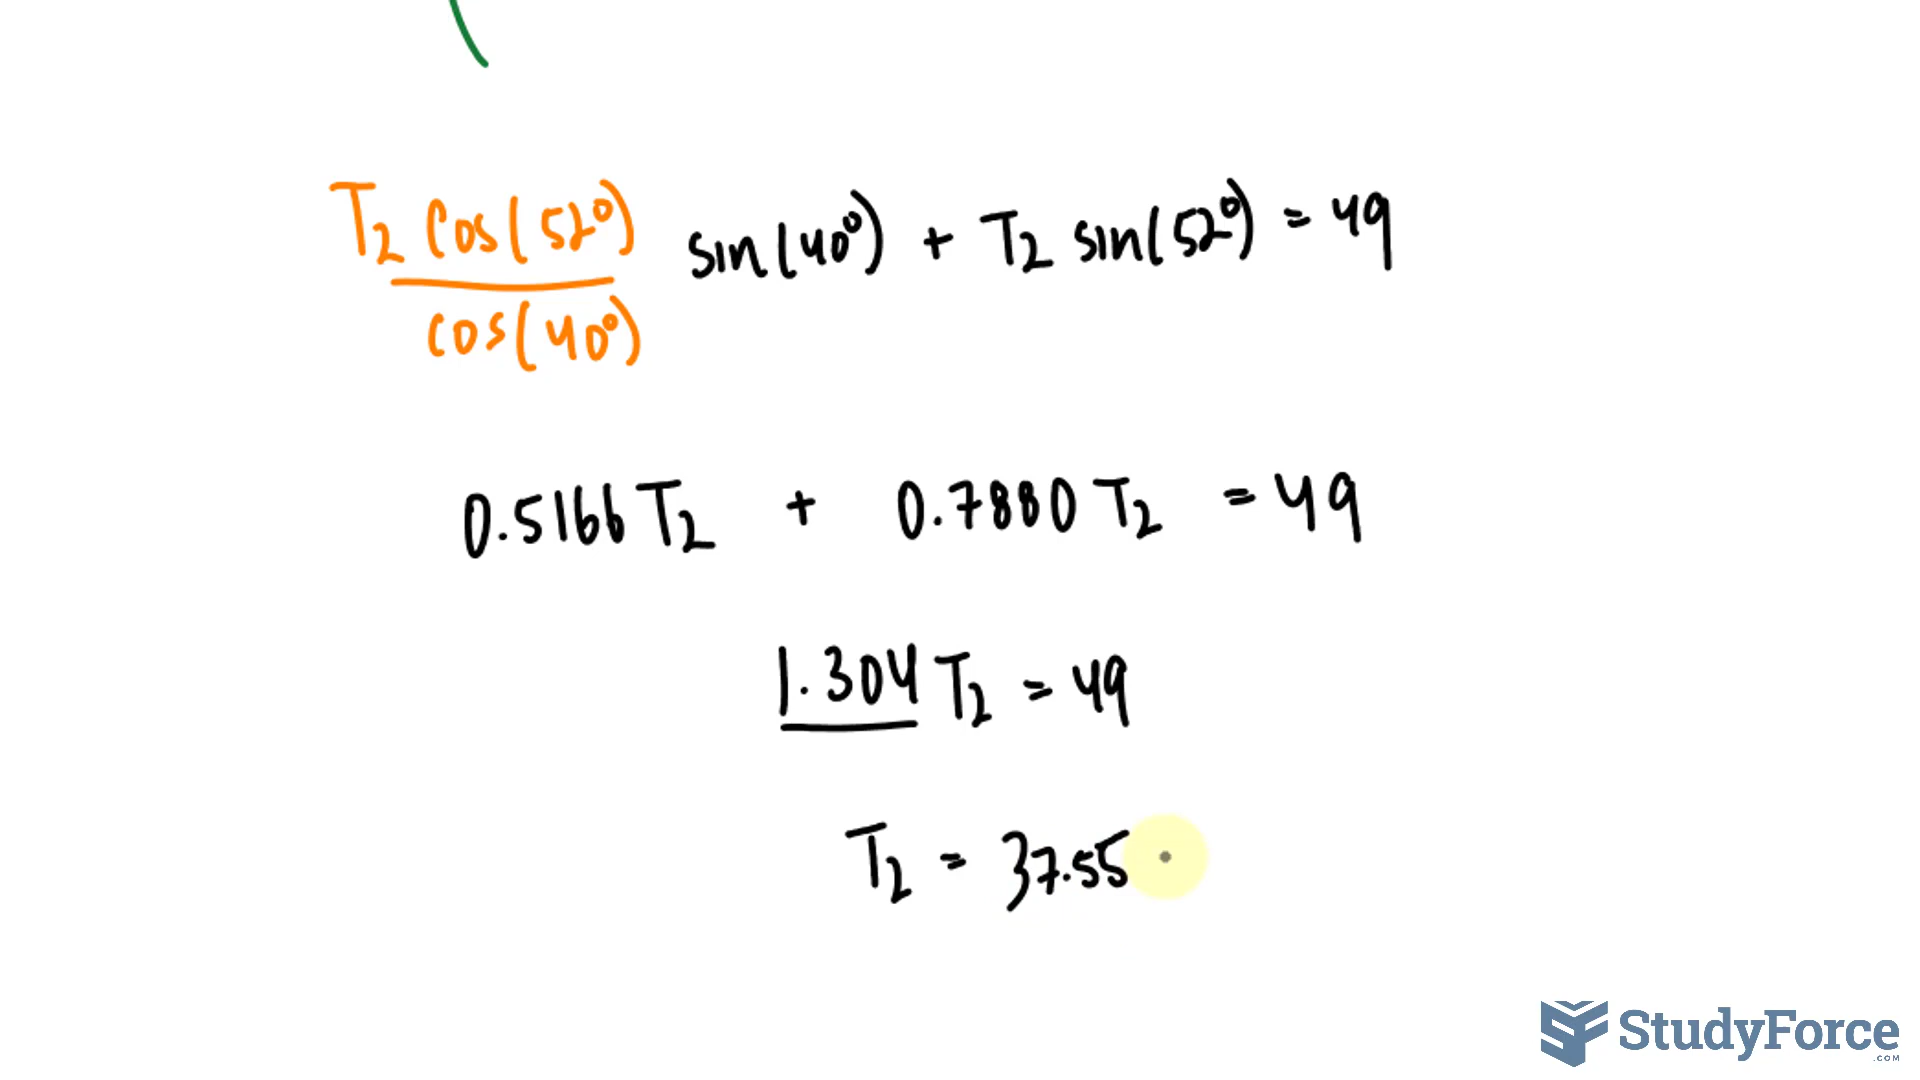 T₂ cos(52°)
cos(40°)
sin(40°) + T₂ sin(52°) = 49
0.5166 T₂ + 0.7880 T₂ = 49
1.304 T₂ = 49
T₂ = 37.55
StudyForce
.COM